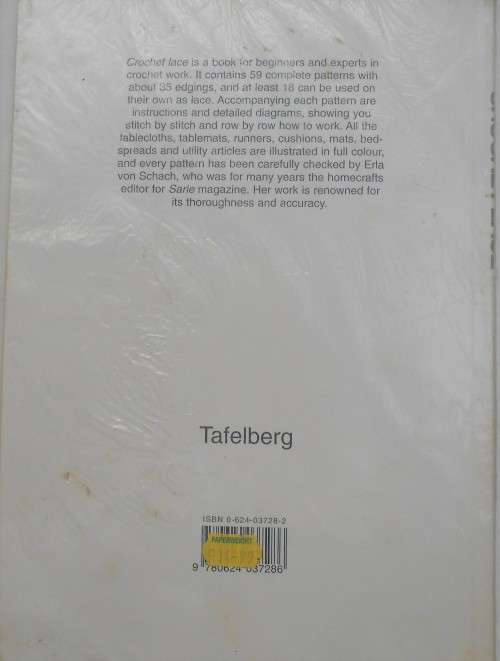 Crochet lace is a book for beginners and experts in
crochet work. It contains 59 complete patterns with
about 35 edgings, and at least 18 can be used on
their own as lace. Accompanying each pattern are
instructions and detailed diagrams, showing you
stitch by stitch and row by row how to work. All the
tablecloths, tablemats, runners, cushions, mats, bed-
spreads and utility articles are illustrated in full colour,
and every pattern has been carefully checked by Erla
von Schach, who was for many years the homecrafts
editor for Sarie magazine. Her work is renowned for
its thoroughness and accuracy.
Tafelberg
ISBN 0-624-03728-2
PAPERWEIGHT
9 780624 037286